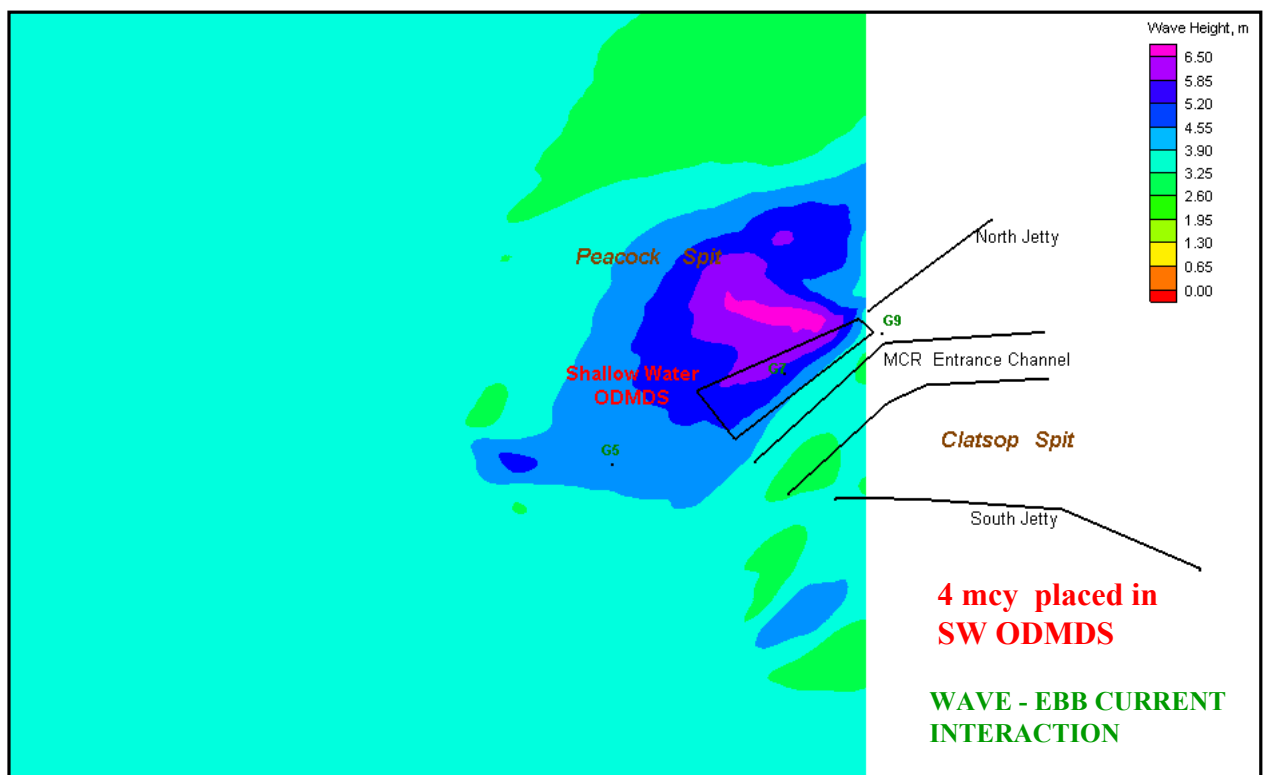 Wave Height, m
6.50
5.85
5.20
4.55
3.90
3.25
2.60
1.95
1.30
0.65
0.00
North Jetty
Peacock Spit
G9
MCR Entrance Channel
Shallow Water
ODMDS
Clatsop Spit
G5
South Jetty
4 mcy placed in
SW ODMDS
WAVE - EBB CURRENT
INTERACTION